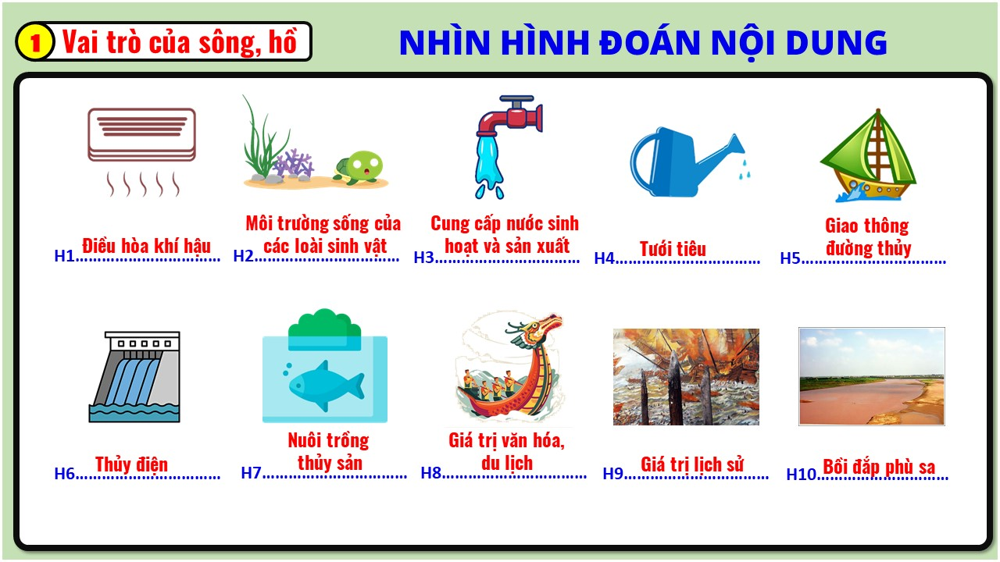 1 Vai trò của sông, hồ
NHÌN HÌNH ĐOÁN NỘI DUNG
Điều hòa khí hậu
H1……………………………
Môi trường sống của
các loài sinh vật
H2……………………………
Cung cấp nước sinh
hoạt và sản xuất
H3……………………………
Tưới tiêu
H4……………………………
Giao thông
đường thủy
H5……………………………
Thủy điện
H6……………………………
Nuôi trồng
thủy sản
H7……………………………
Giá trị văn hóa,
du lịch
H8……………………………
Giá trị lịch sử
H9……………………………
Bồi đắp phù sa
H10…………………………